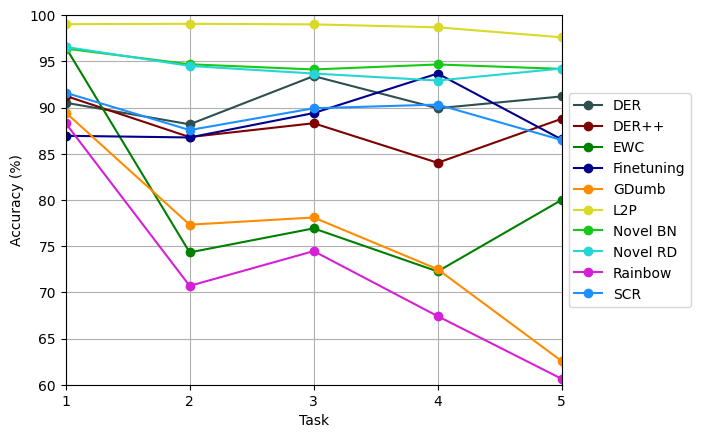 100
95
90
85
80
75
70
65
60
Accuracy (%)
1
2
3
4
5
Task
DER
DER++
EWC
Finetuning
GDumb
L2P
Novel BN
Novel RD
Rainbow
SCR